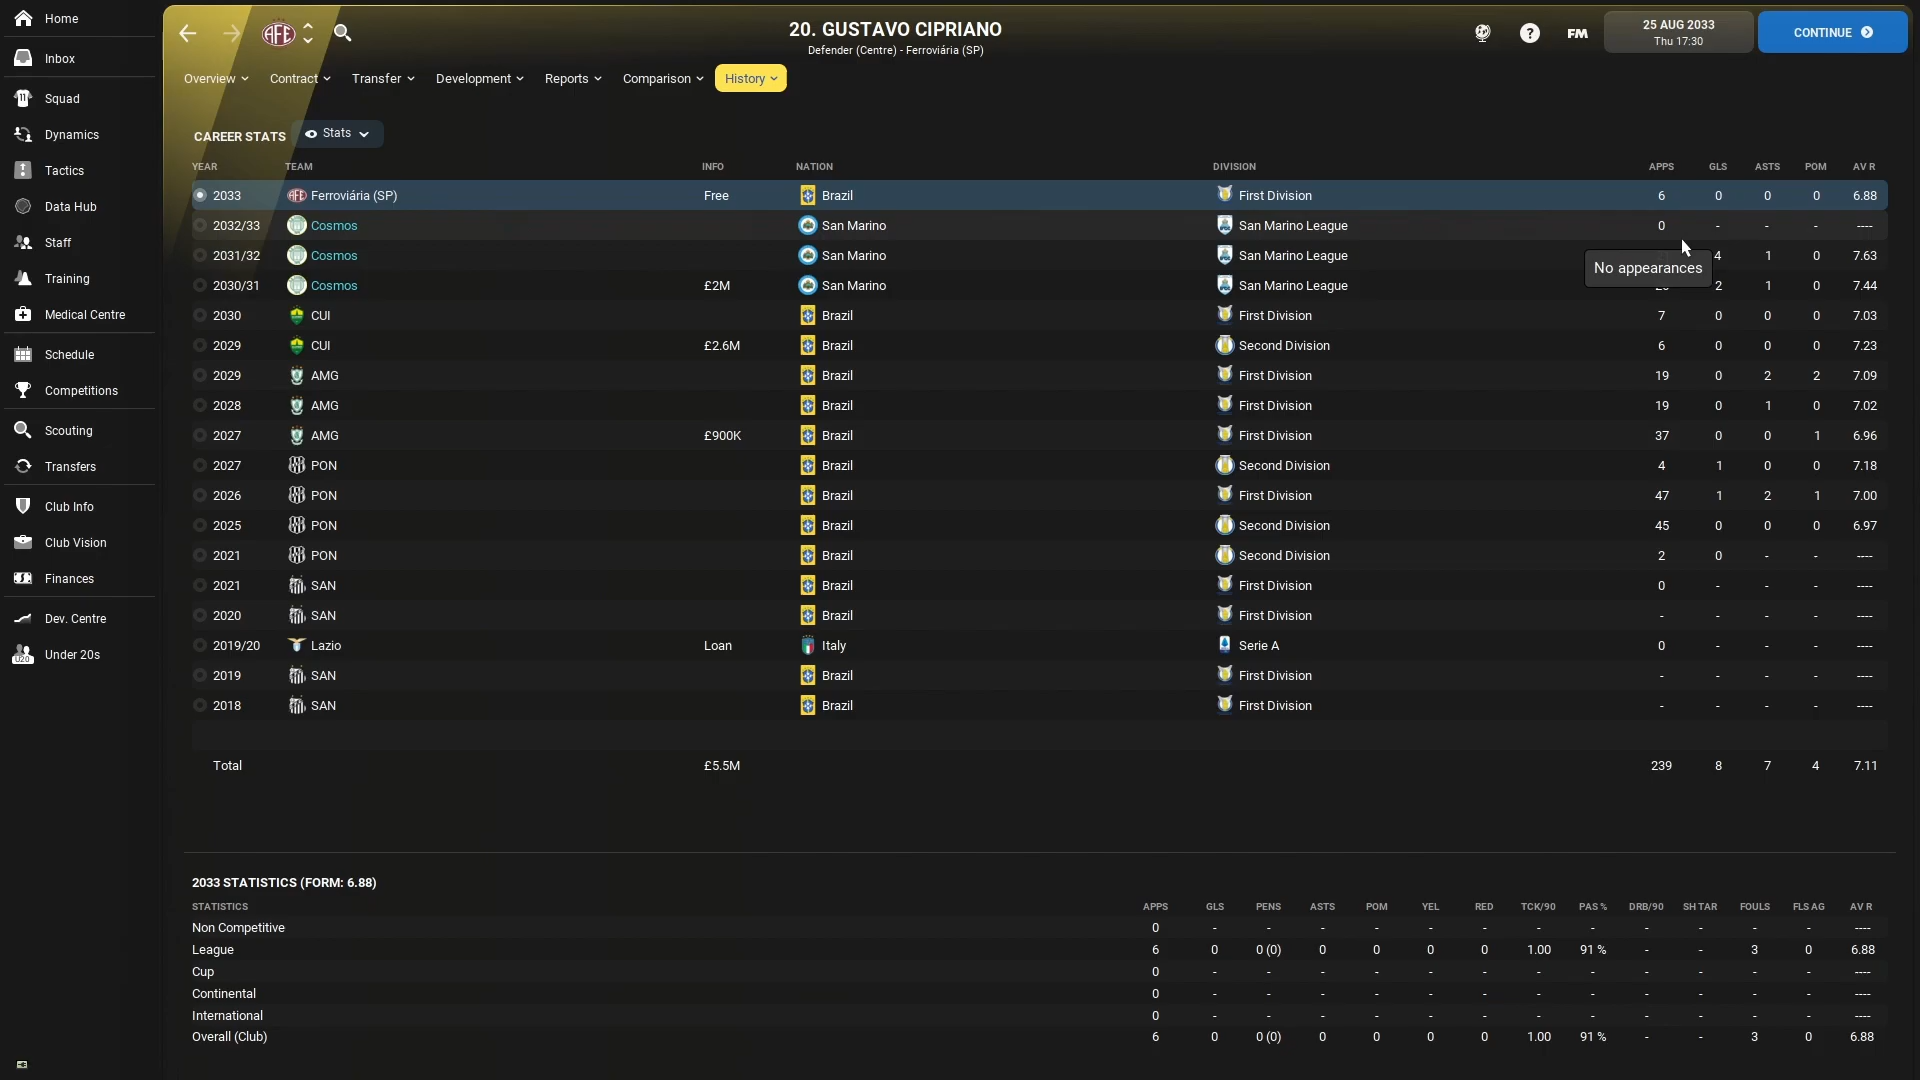 Home
Inbox
Squad
Dynamics
Tactics
Data Hub
Staff
Training
Medical Centre
Schedule
Competitions
Scouting
Transfers
Club Info
Club Vision
Finances
Dev. Centre
U20 Under 20s
AFE
20. GUSTAVO CIPRIANO
Defender (Centre) - Ferroviária (SP)
FM
25 AUG 2033
Thu 17:30
CONTINUE
Overview Contract Transfer Development Reports Comparison History
CAREER STATS Stats
YEAR TEAM INFO NATION DIVISION APPS GLS ASTS POM AV R
2033 AFE Ferroviária (SP) Free Brazil First Division 6 0 0 0 6.88
2032/33 Cosmos San Marino San Marino League 0 - - - ----
2031/32 Cosmos San Marino San Marino League 4 1 0 7.63
No appearances
2030/31 Cosmos £2M San Marino San Marino League 2 1 0 7.44
2030 CUI Brazil First Division 7 0 0 0 7.03
2029 CUI £2.6M Brazil Second Division 6 0 0 0 7.23
2029 AMG Brazil First Division 19 0 2 2 7.09
2028 AMG Brazil First Division 19 0 1 0 7.02
2027 AMG £900K Brazil First Division 37 0 0 1 6.96
2027 PON Brazil Second Division 4 1 0 0 7.18
2026 PON Brazil First Division 47 1 2 1 7.00
2025 PON Brazil Second Division 45 0 0 0 6.97
2021 PON Brazil Second Division 2 0 - - ----
2021 SAN Brazil First Division 0 - - - ----
2020 SAN Brazil First Division - - - - ----
2019/20 Lazio Loan Italy Serie A 0 - - - ----
2019 SAN Brazil First Division - - - - ----
2018 SAN Brazil First Division - - - - ----
Total £5.5M 239 8 7 4 7.11
2033 STATISTICS (FORM: 6.88)
STATISTICS APPS GLS PENS ASTS POM YEL RED TCK/90 PAS % DRB/90 SH TAR FOULS FLS AG AV R
Non Competitive 0 - - - - - - - - - - - - ----
League 6 0 0 (0) 0 0 0 0 1.00 91 % - - 3 0 6.88
Cup 0 - - - - - - - - - - - - ----
Continental 0 - - - - - - - - - - - - ----
International 0 - - - - - - - - - - - - ----
Overall (Club) 6 0 0 (0) 0 0 0 0 1.00 91 % - - 3 0 6.88